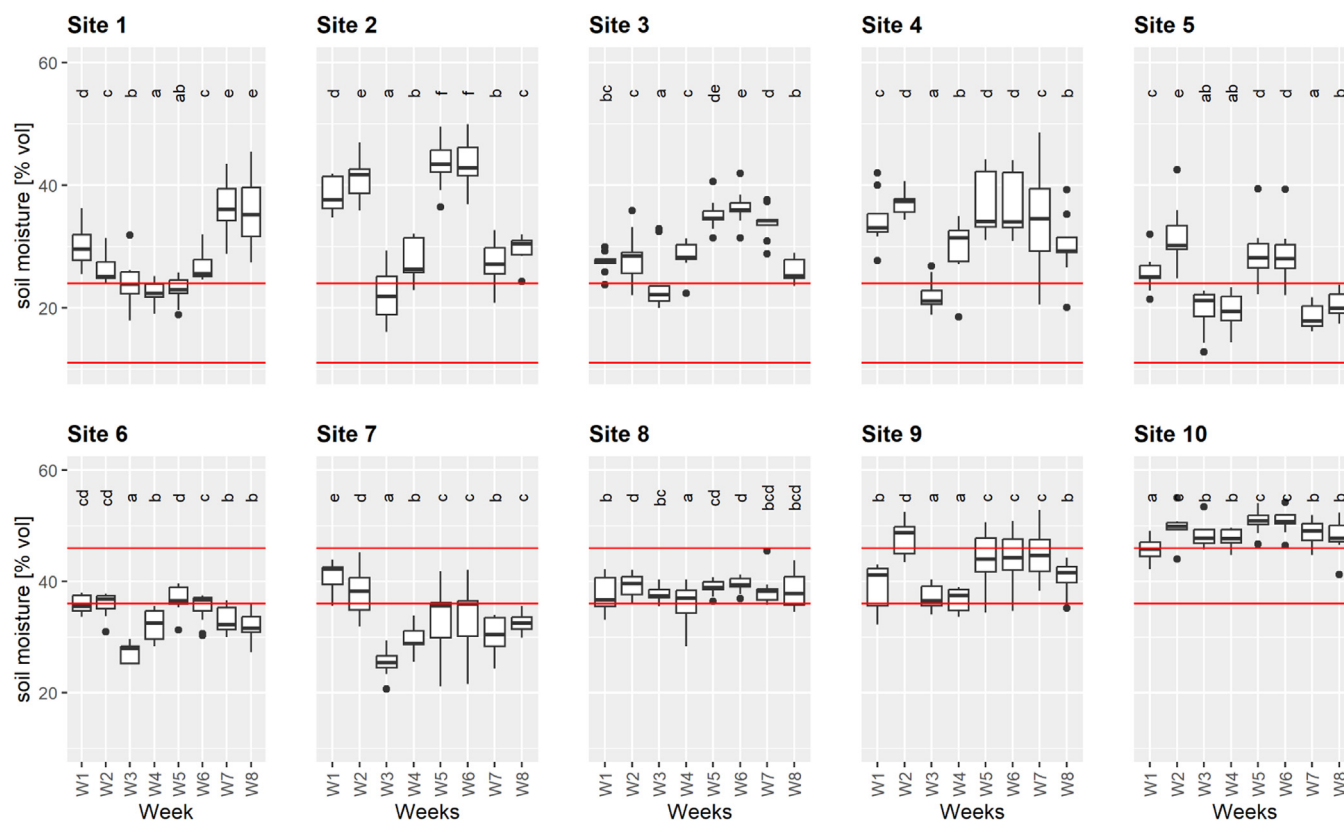 Site 1 Site 2 Site 3 Site 4 Site 5
60
d c b a ab c e e
d e a b f f b c
bc c a c de e d b
c d a b d d c b
c e ab ab d d a b
soil moisture [% vol]
40
20
Site 6 Site 7 Site 8 Site 9 Site 10
60
cd cd a b d c b b
e d a b c c b c
b d bc a cd d bcd bcd
b d a a c c c b
a c b b c c b b
soil moisture [% vol]
40
20
W1 W2 W3 W4 W5 W6 W7 W8
W1 W2 W3 W4 W5 W6 W7 W8
W1 W2 W3 W4 W5 W6 W7 W8
W1 W2 W3 W4 W5 W6 W7 W8
W1 W2 W3 W4 W5 W6 W7 W8
Week Weeks Weeks Weeks Weeks